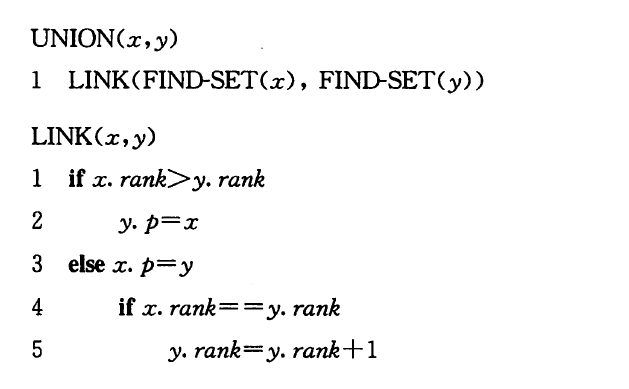 UNION(x,y)
1 LINK(FIND-SET(x), FIND-SET(y))
LINK(x,y)
1 if x. rank>y. rank
2 y. p=x
3 else x. p=y
4 if x. rank==y. rank
5 y. rank=y. rank+1